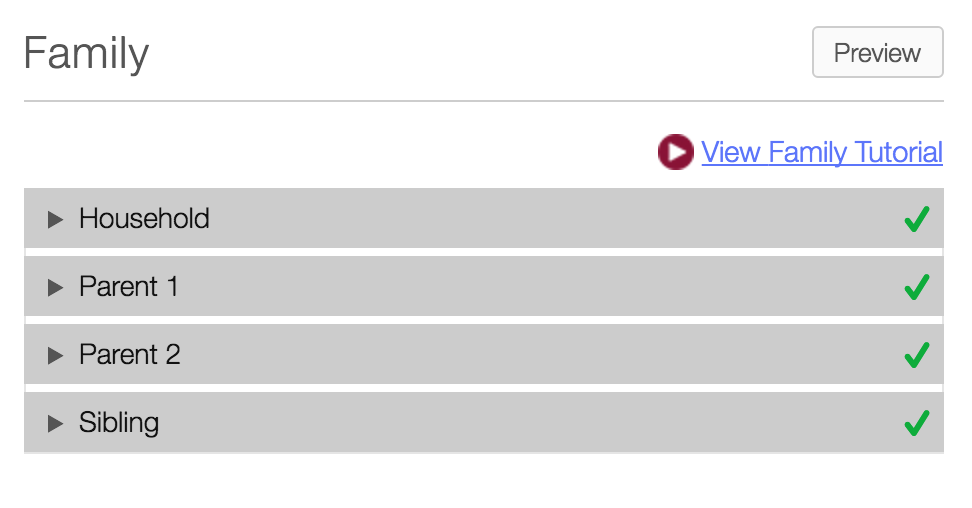 Family
Preview
View Family Tutorial
Household
Parent 1
Parent 2
Sibling